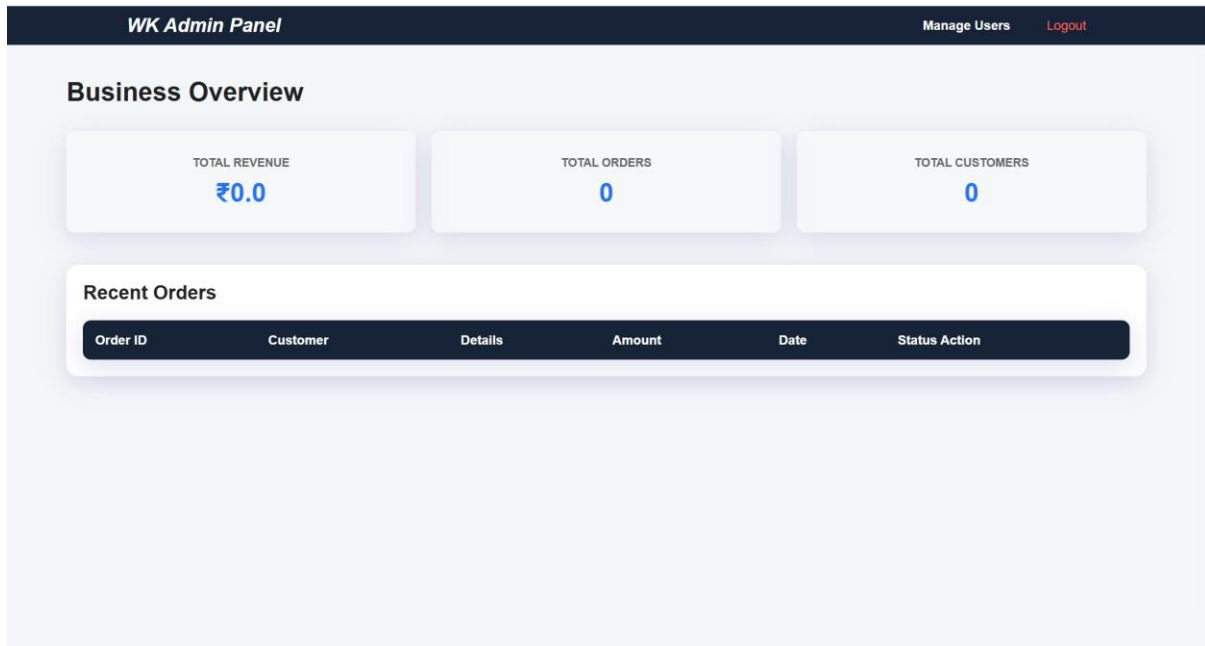 WK Admin Panel Manage Users Logout
Business Overview
TOTAL REVENUE TOTAL ORDERS TOTAL CUSTOMERS
₹0.0 0 0
Recent Orders
Order ID Customer Details Amount Date Status Action